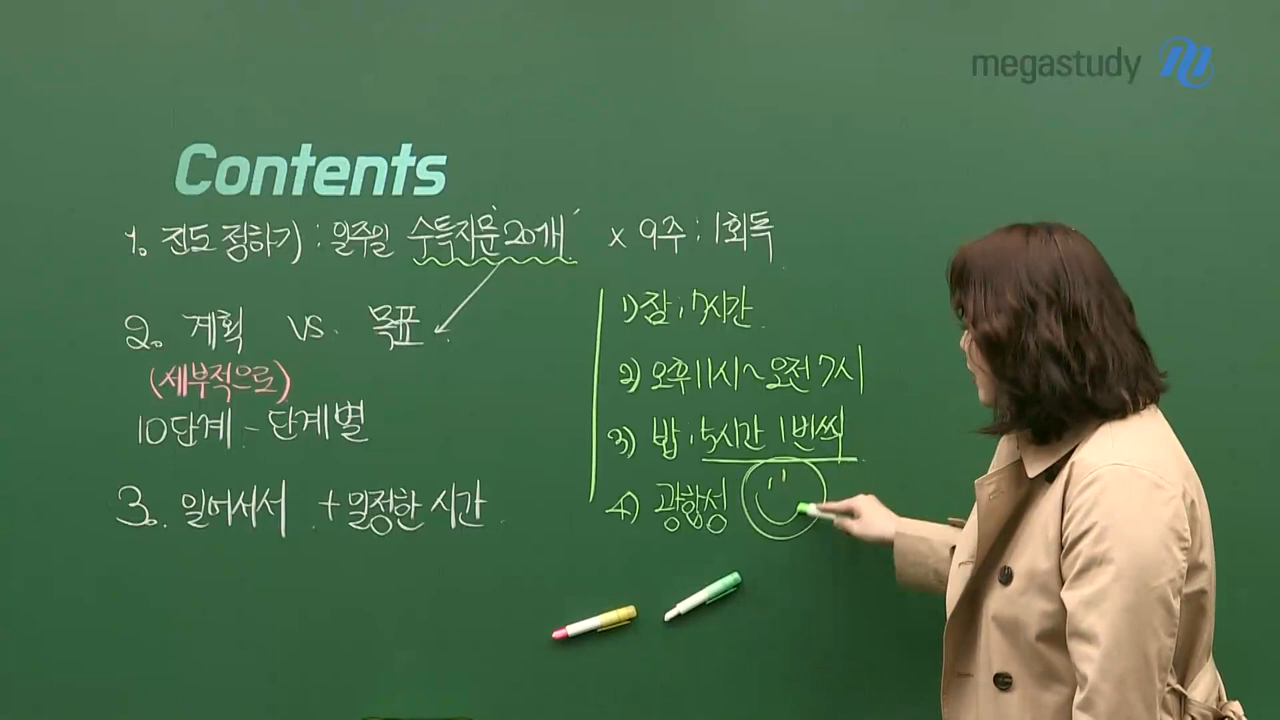 megastudy
Contents
1. 진도 정하기 : 일주일 수특지문 20개 x 9주 : 1회독
2. 계획 vs. 목표
(세부적으로)
10단계 - 단계별
3. 일어서서 + 일정한 시간
1) 잠 : 7시간
2) 오후 11시 ~ 오전 7시
3) 밥 : 5시간 1번씩
4) 광합성